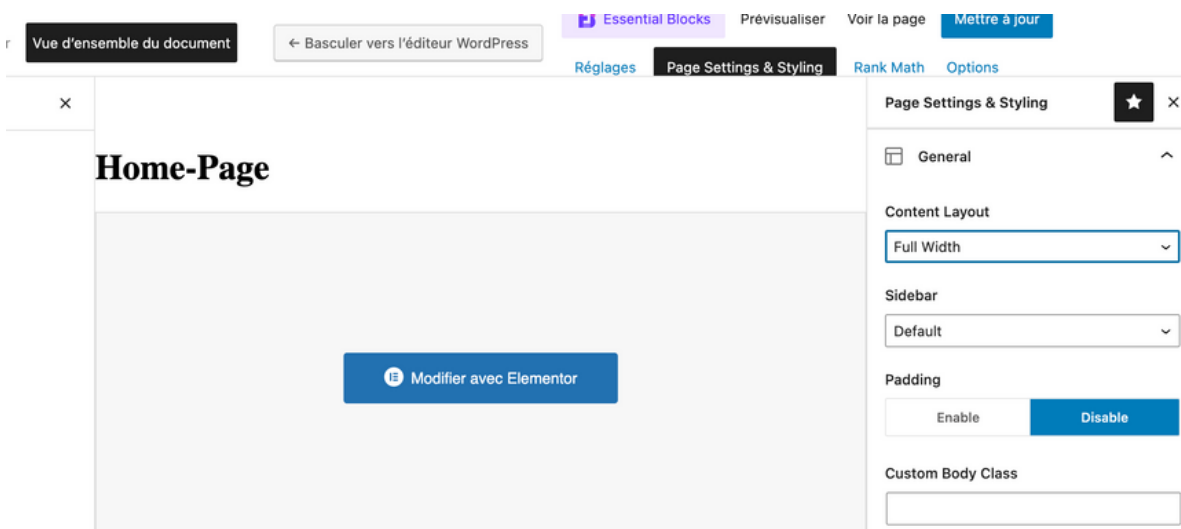 r
Vue d'ensemble du document
← Basculer vers l'éditeur WordPress
Essential Blocks
Prévisualiser
Voir la page
Mettre à jour
Réglages
Page Settings & Styling
Rank Math
Options
Home-Page
Modifier avec Elementor
Page Settings & Styling
General
Content Layout
Full Width
Sidebar
Default
Padding
Enable
Disable
Custom Body Class